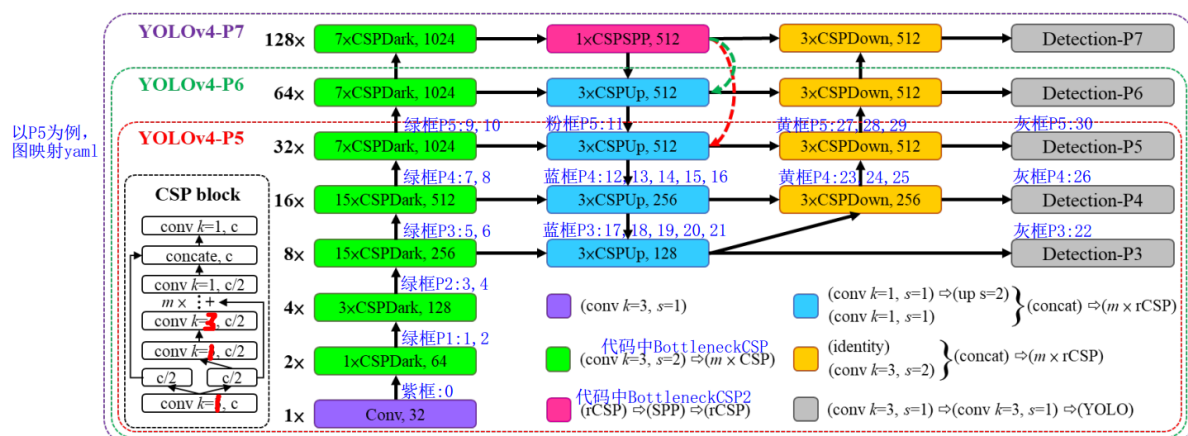 YOLOv4-P7
128x
7×CSPDark, 1024
1×CSPSPP, 512
3×CSPDown, 512
Detection-P7
YOLOv4-P6
64x
7×CSPDark, 1024
3×CSPUp, 512
3×CSPDown, 512
Detection-P6
以P5为例，
图映射yaml
绿框P5:9, 10
粉框P5:11
黄框P5:27, 28, 29
灰框P5:30
YOLOv4-P5
32x
7×CSPDark, 1024
3×CSPUp, 512
3×CSPDown, 512
Detection-P5
绿框P4:7, 8
蓝框P4:12, 13, 14, 15, 16
黄框P4:23, 24, 25
灰框P4:26
16x
15×CSPDark, 512
3×CSPUp, 256
3×CSPDown, 256
Detection-P4
绿框P3:5, 6
蓝框P3:17, 18, 19, 20, 21
灰框P3:22
8x
15×CSPDark, 256
3×CSPUp, 128
Detection-P3
绿框P2:3, 4
4x
3×CSPDark, 128
绿框P1:1, 2
2x
1×CSPDark, 64
紫框:0
1x
Conv, 32
CSP block
conv k=1, c
concate, c
conv k=1, c/2
m × ⋮ +
conv k=3, c/2
conv k=1, c/2
c/2
c/2
conv k=1, c
(conv k=3, s=1)
代码中BottleneckCSP
(conv k=3, s=2)⇨(m × CSP)
代码中BottleneckCSP2
(rCSP)⇨(SPP)⇨(rCSP)
(conv k=1, s=1)⇨(up s=2)
(conv k=1, s=1)
}(concat)⇨(m × rCSP)
(identity)
(conv k=3, s=2)
}(concat)⇨(m × rCSP)
(conv k=3, s=1)⇨(conv k=3, s=1)⇨(YOLO)